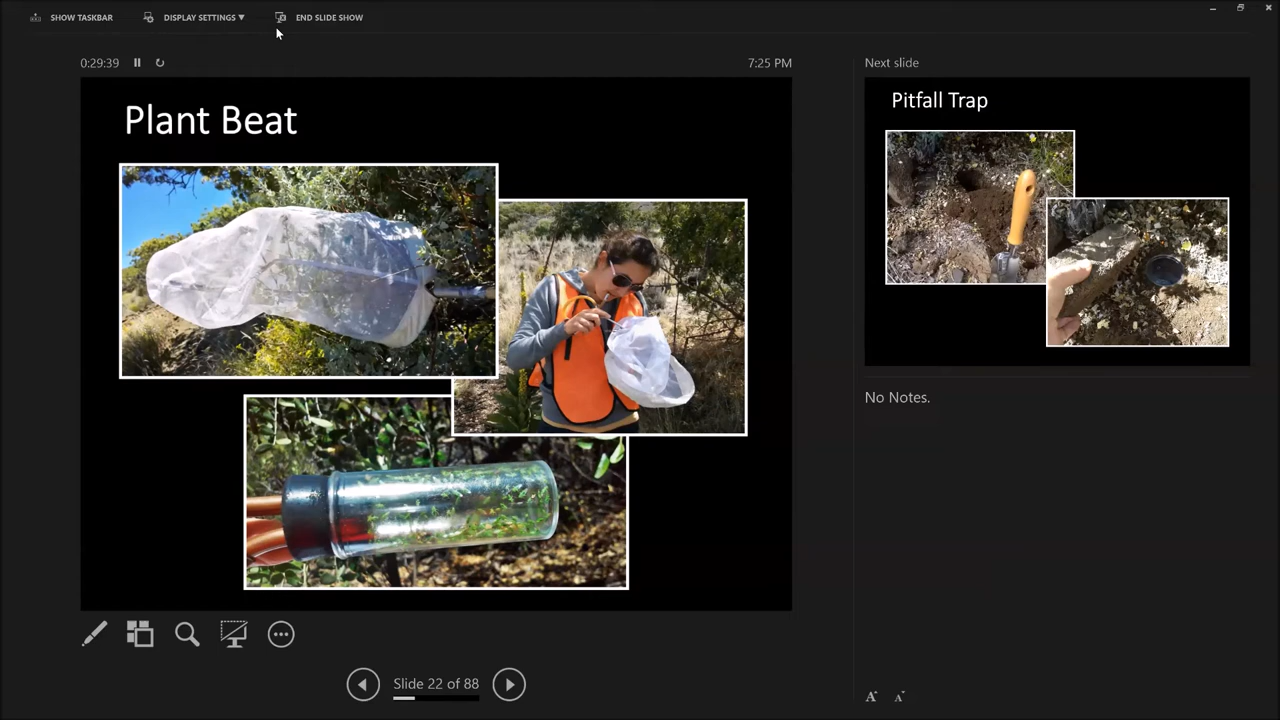 SHOW TASKBAR
DISPLAY SETTINGS ▼
END SLIDE SHOW
0:29:39
7:25 PM
Next slide
Plant Beat
Pitfall Trap
No Notes.
Slide 22 of 88
A A